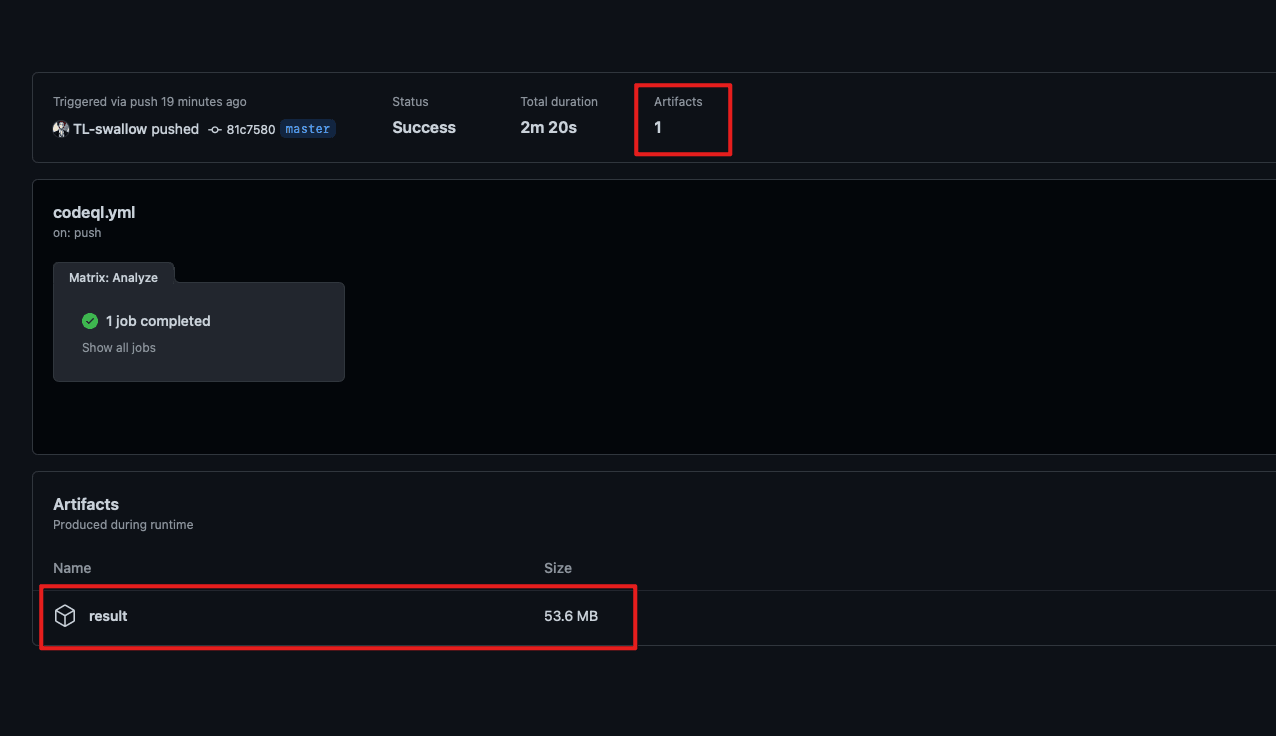 Triggered via push 19 minutes ago
TL-swallow pushed 81c7580 master
Status
Success
Total duration
2m 20s
Artifacts
1
codeql.yml
on: push
Matrix: Analyze
1 job completed
Show all jobs
Artifacts
Produced during runtime
Name Size
result 53.6 MB